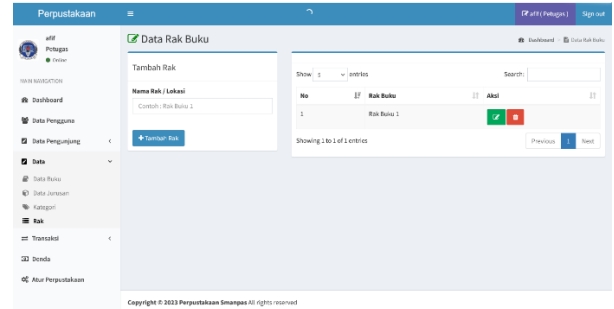 Perpustakaan
afif ( Petugas )
Sign out
afif
Petugas
Online
MAIN NAVIGATION
Dashboard
Data Pengguna
Data Pengunjung
Data
Data Buku
Data Jurusan
Kategori
Rak
Transaksi
Denda
Atur Perpustakaan
Data Rak Buku
Dashboard
Data Rak Buku
Tambah Rak
Nama Rak / Lokasi
Contoh : Rak Buku 1
Tambah Rak
Show
entries
Search:
No
Rak Buku
Aksi
1
Rak Buku 1
Showing 1 to 1 of 1 entries
Previous
1
Next
Copyright © 2023 Perpustakaan Smanpas All rights reserved